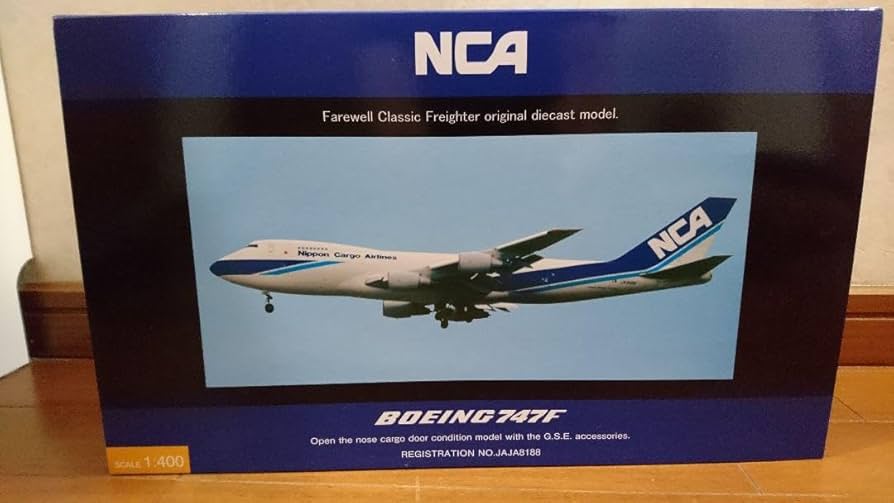 NCA
Farewell Classic Freighter original diecast model.
Nippon Cargo Airlines
NCA
BOEING 747F
Open the nose cargo door condition model with the G.S.E. accessories.
REGISTRATION NO.JAJA8188
SCALE 1:400